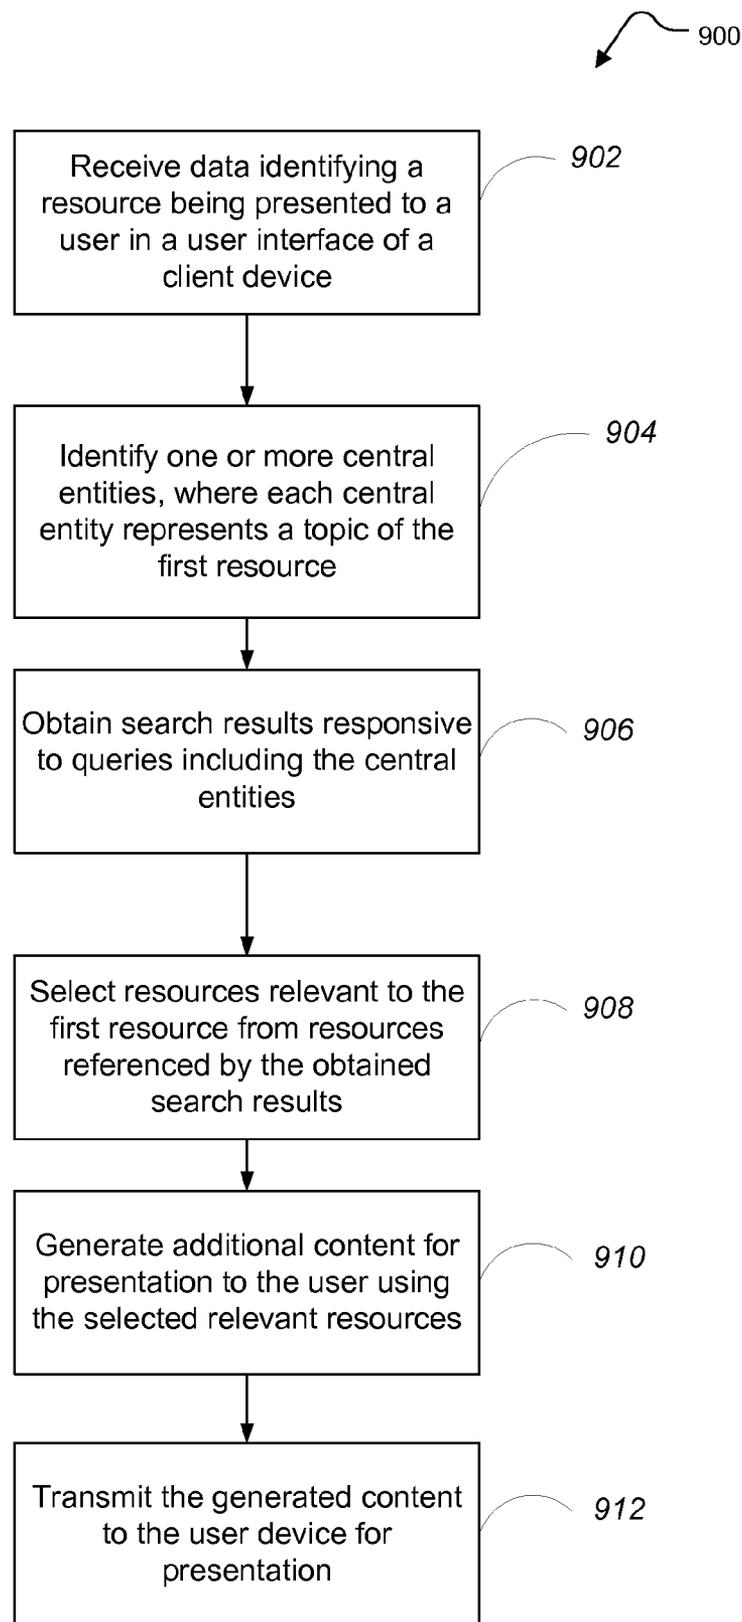 900
Receive data identifying a
resource being presented to a
user in a user interface of a
client device
902
Identify one or more central
entities, where each central
entity represents a topic of the
first resource
904
Obtain search results responsive
to queries including the central
entities
906
Select resources relevant to the
first resource from resources
referenced by the obtained
search results
908
Generate additional content for
presentation to the user using
the selected relevant resources
910
Transmit the generated content
to the user device for
presentation
912